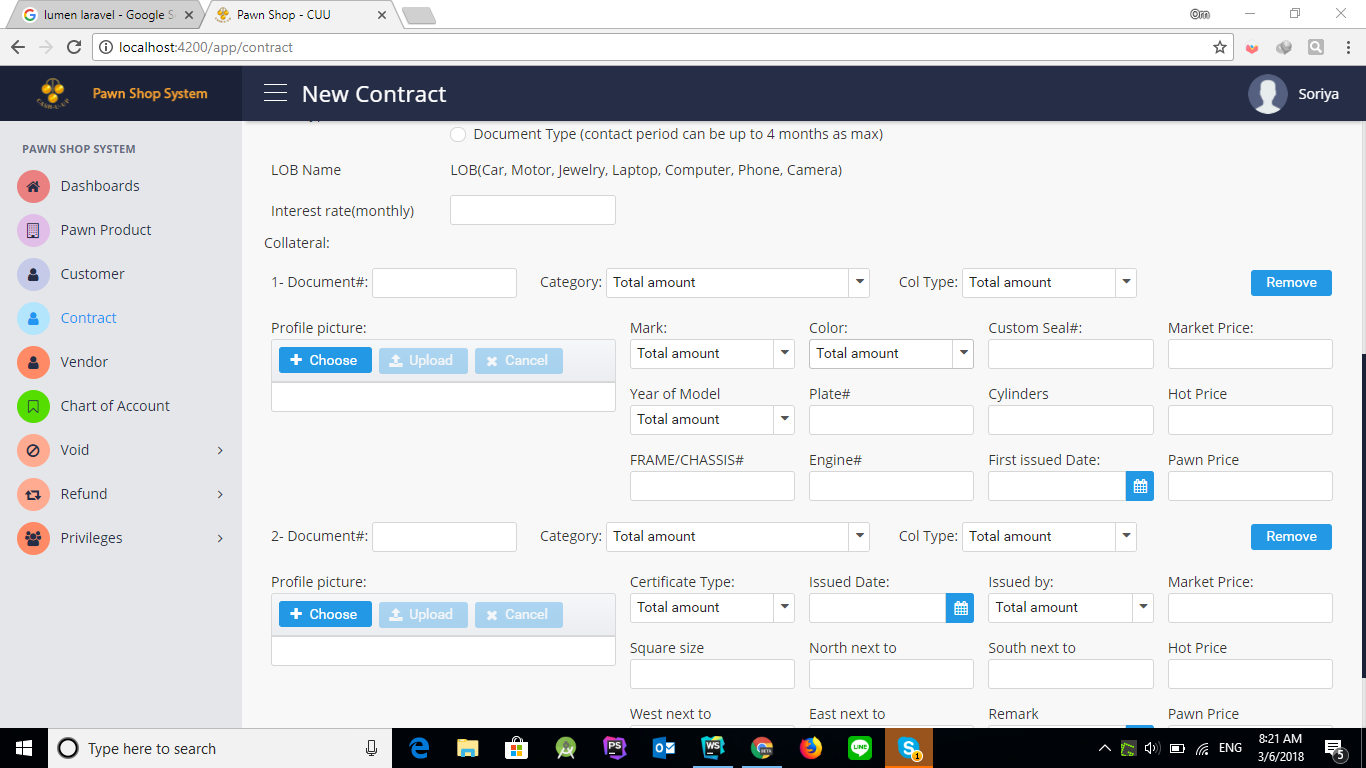 lumen laravel - Google S
Pawn Shop - CUU
Om
localhost:4200/app/contract
Pawn Shop System
New Contract
Soriya
PAWN SHOP SYSTEM
Dashboards
Pawn Product
Customer
Contract
Vendor
Chart of Account
Void
Refund
Privileges
Document Type (contact period can be up to 4 months as max)
LOB Name LOB(Car, Motor, Jewelry, Laptop, Computer, Phone, Camera)
Interest rate(monthly)
Collateral:
1- Document#: Category: Total amount Col Type: Total amount Remove
Profile picture: Mark: Color: Custom Seal#: Market Price:
Choose Upload Cancel Total amount Total amount
Year of Model Plate# Cylinders Hot Price
Total amount
FRAME/CHASSIS# Engine# First issued Date: Pawn Price
2- Document#: Category: Total amount Col Type: Total amount Remove
Profile picture: Certificate Type: Issued Date: Issued by: Market Price:
Choose Upload Cancel Total amount Total amount
Square size North next to South next to Hot Price
West next to East next to Remark Pawn Price
Type here to search
PS
WS
BETA
LINE
1
ENG
8:21 AM
3/6/2018
5